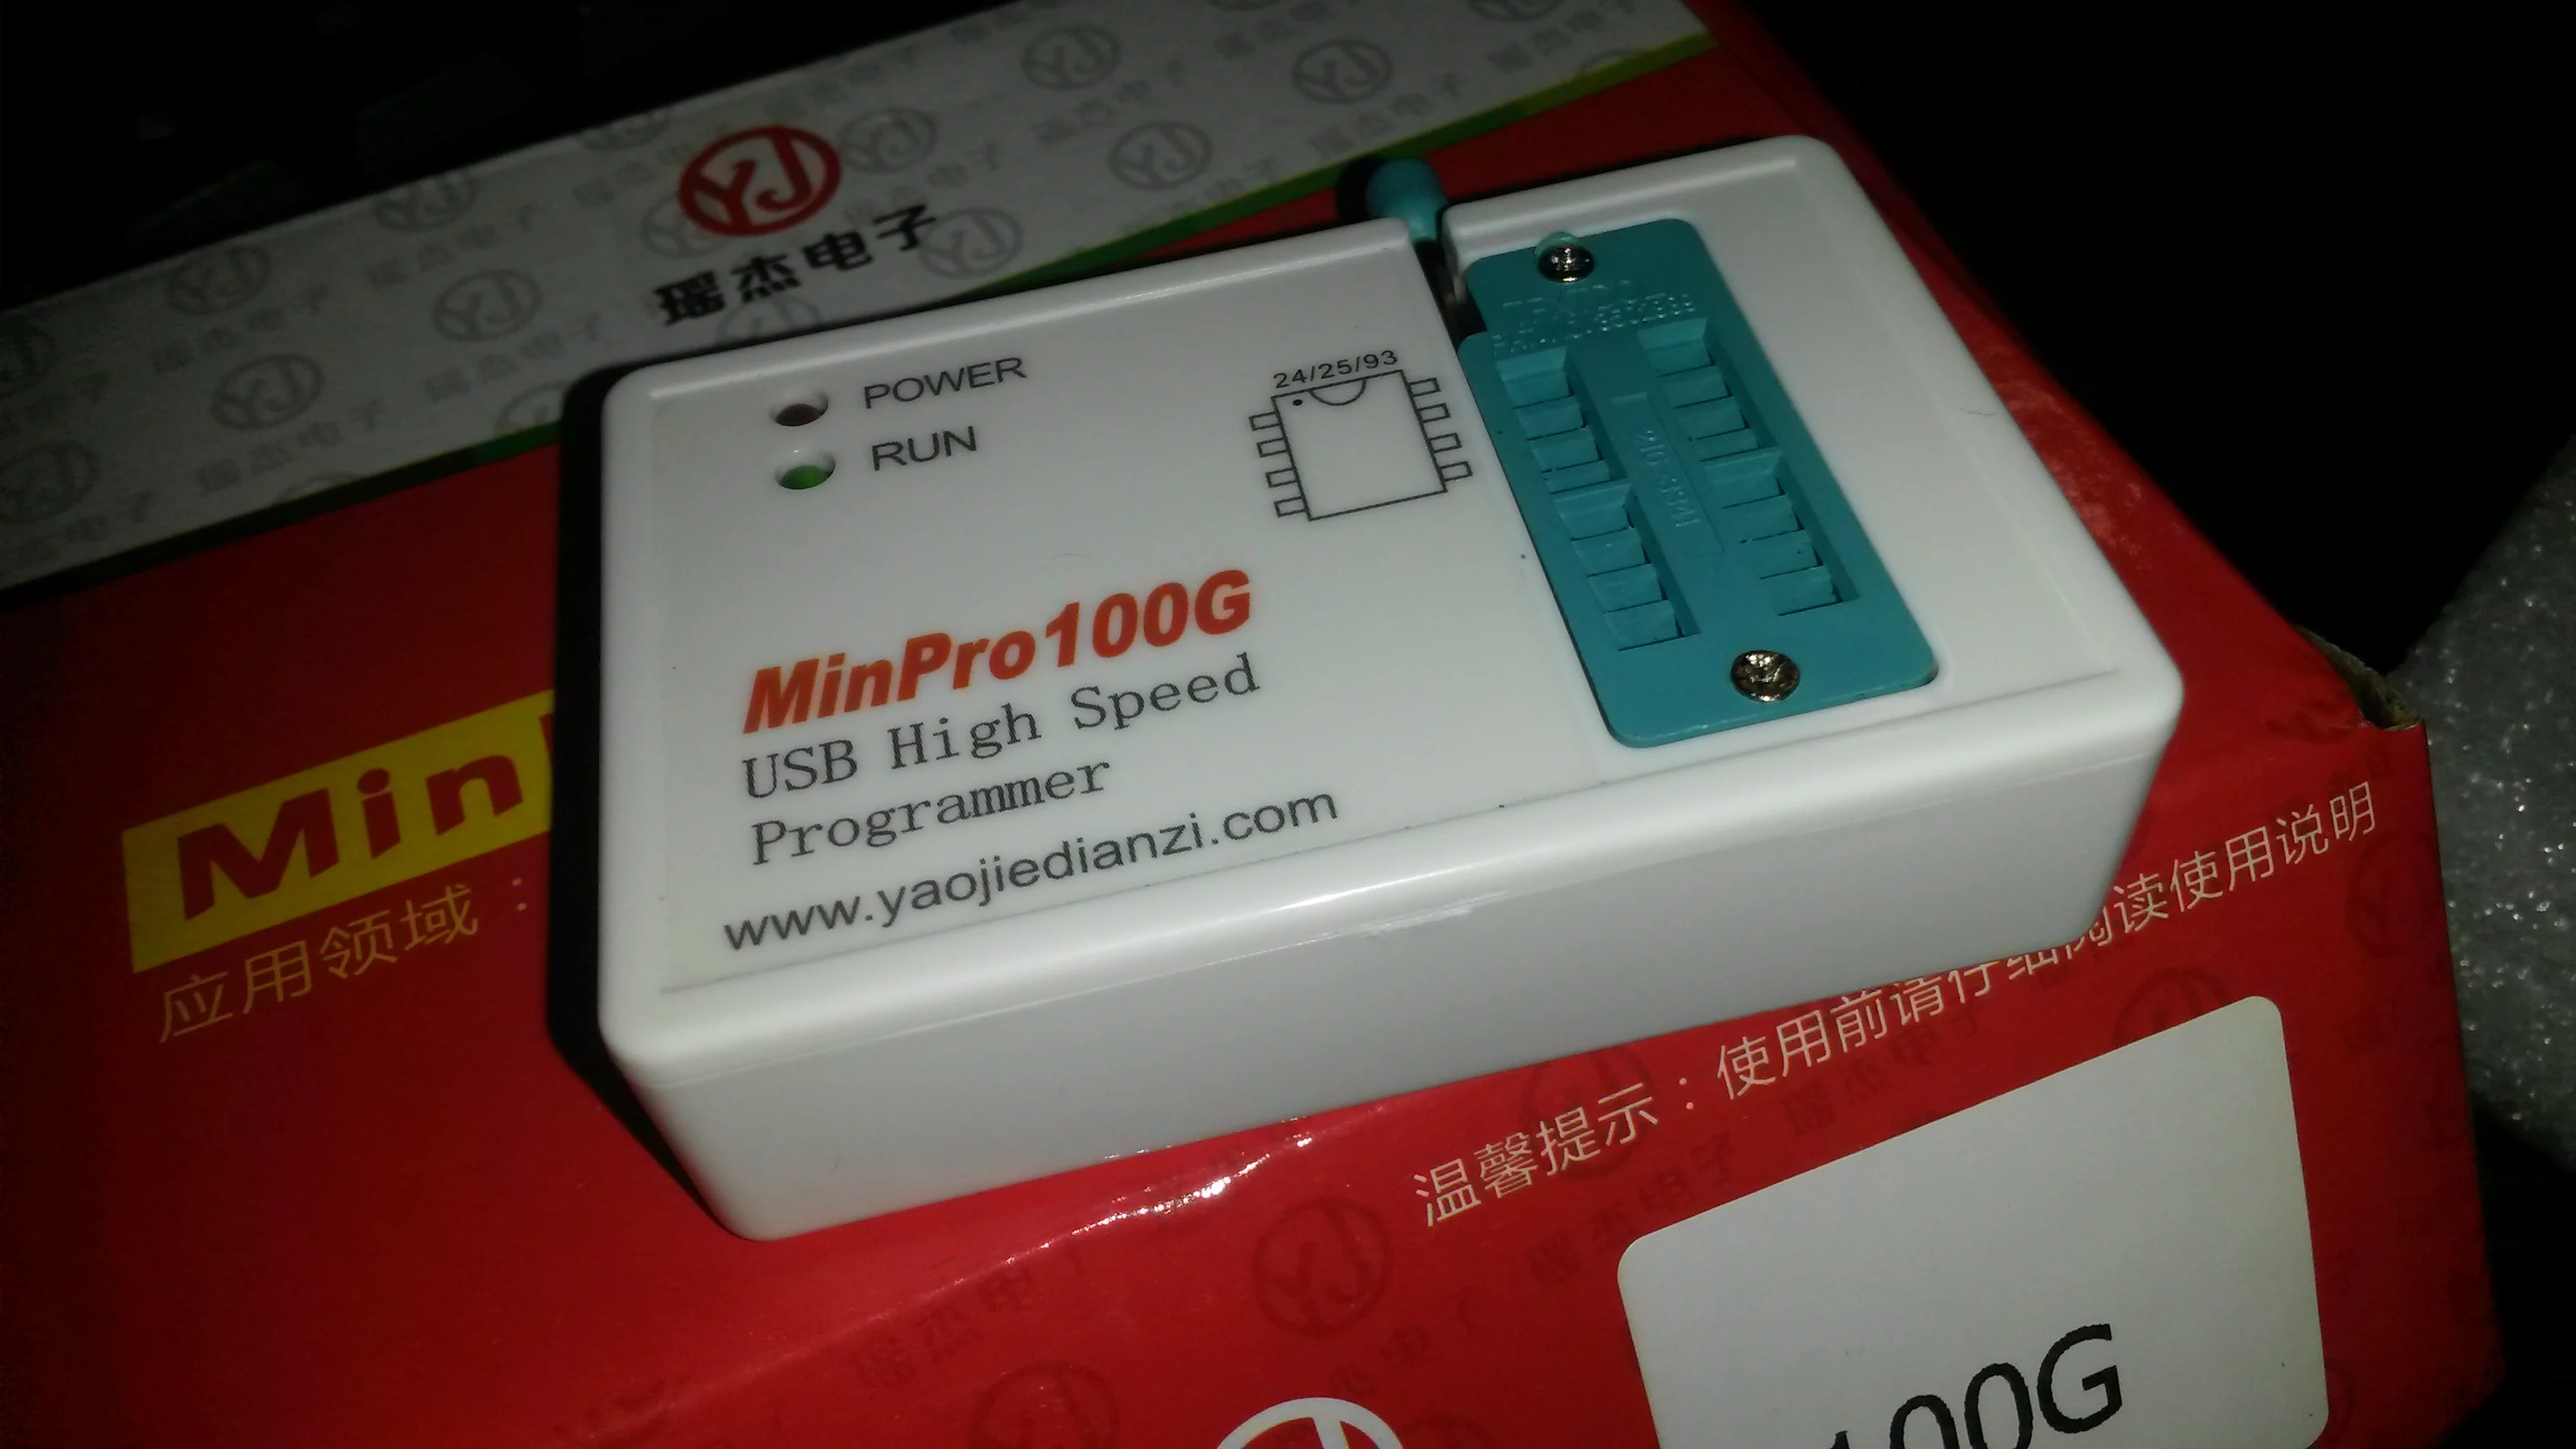 YJ
瑶杰电子
POWER
RUN
24/25/93
MinPro100G
USB High Speed
Programmer
www.yaojiedianzi.com
Min
应用领域：
温馨提示：使用前请仔细阅读使用说明
100G